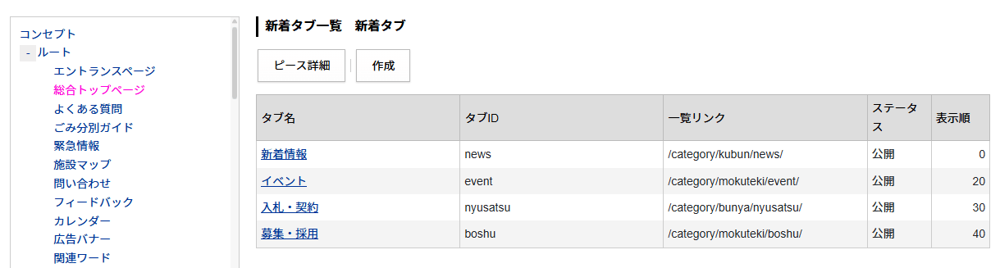 コンセプト
- ルート
エントランスページ
総合トップページ
よくある質問
ごみ分別ガイド
緊急情報
施設マップ
問い合わせ
フィードバック
カレンダー
広告バナー
関連ワード
新着タブ一覧　新着タブ
ピース詳細 作成
タブ名 タブID 一覧リンク ステータス 表示順
新着情報 news /category/kubun/news/ 公開 0
イベント event /category/mokuteki/event/ 公開 20
入札・契約 nyusatsu /category/bunya/nyusatsu/ 公開 30
募集・採用 boshu /category/mokuteki/boshu/ 公開 40